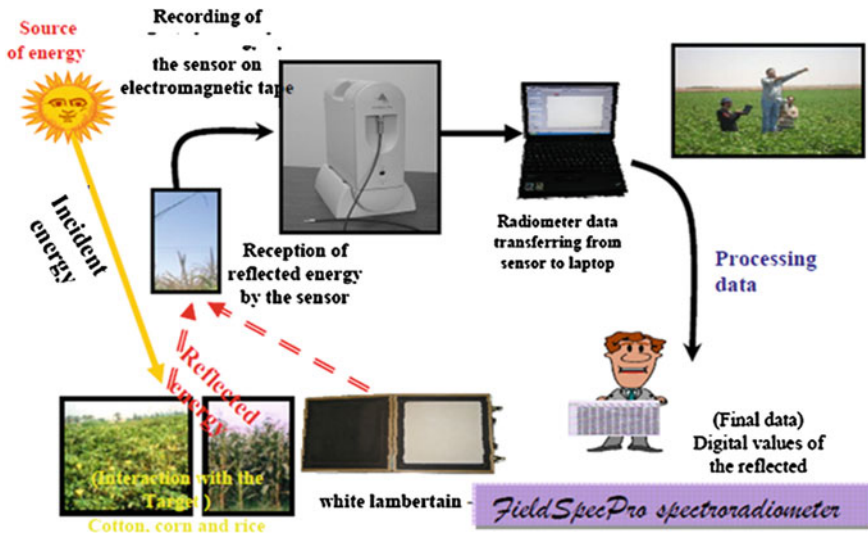 Recording of
the sensor on
electromagnetic tape
Source
of energy
Incident
energy
Reception of
reflected energy
by the sensor
Radiometer data
transferring from
sensor to laptop
Processing
data
Reflected
energy
(Interaction with the
Target )
Cotton, corn and rice
white lambertain -
(Final data)
Digital values of
the reflected
FieldSpecPro spectroradiometer